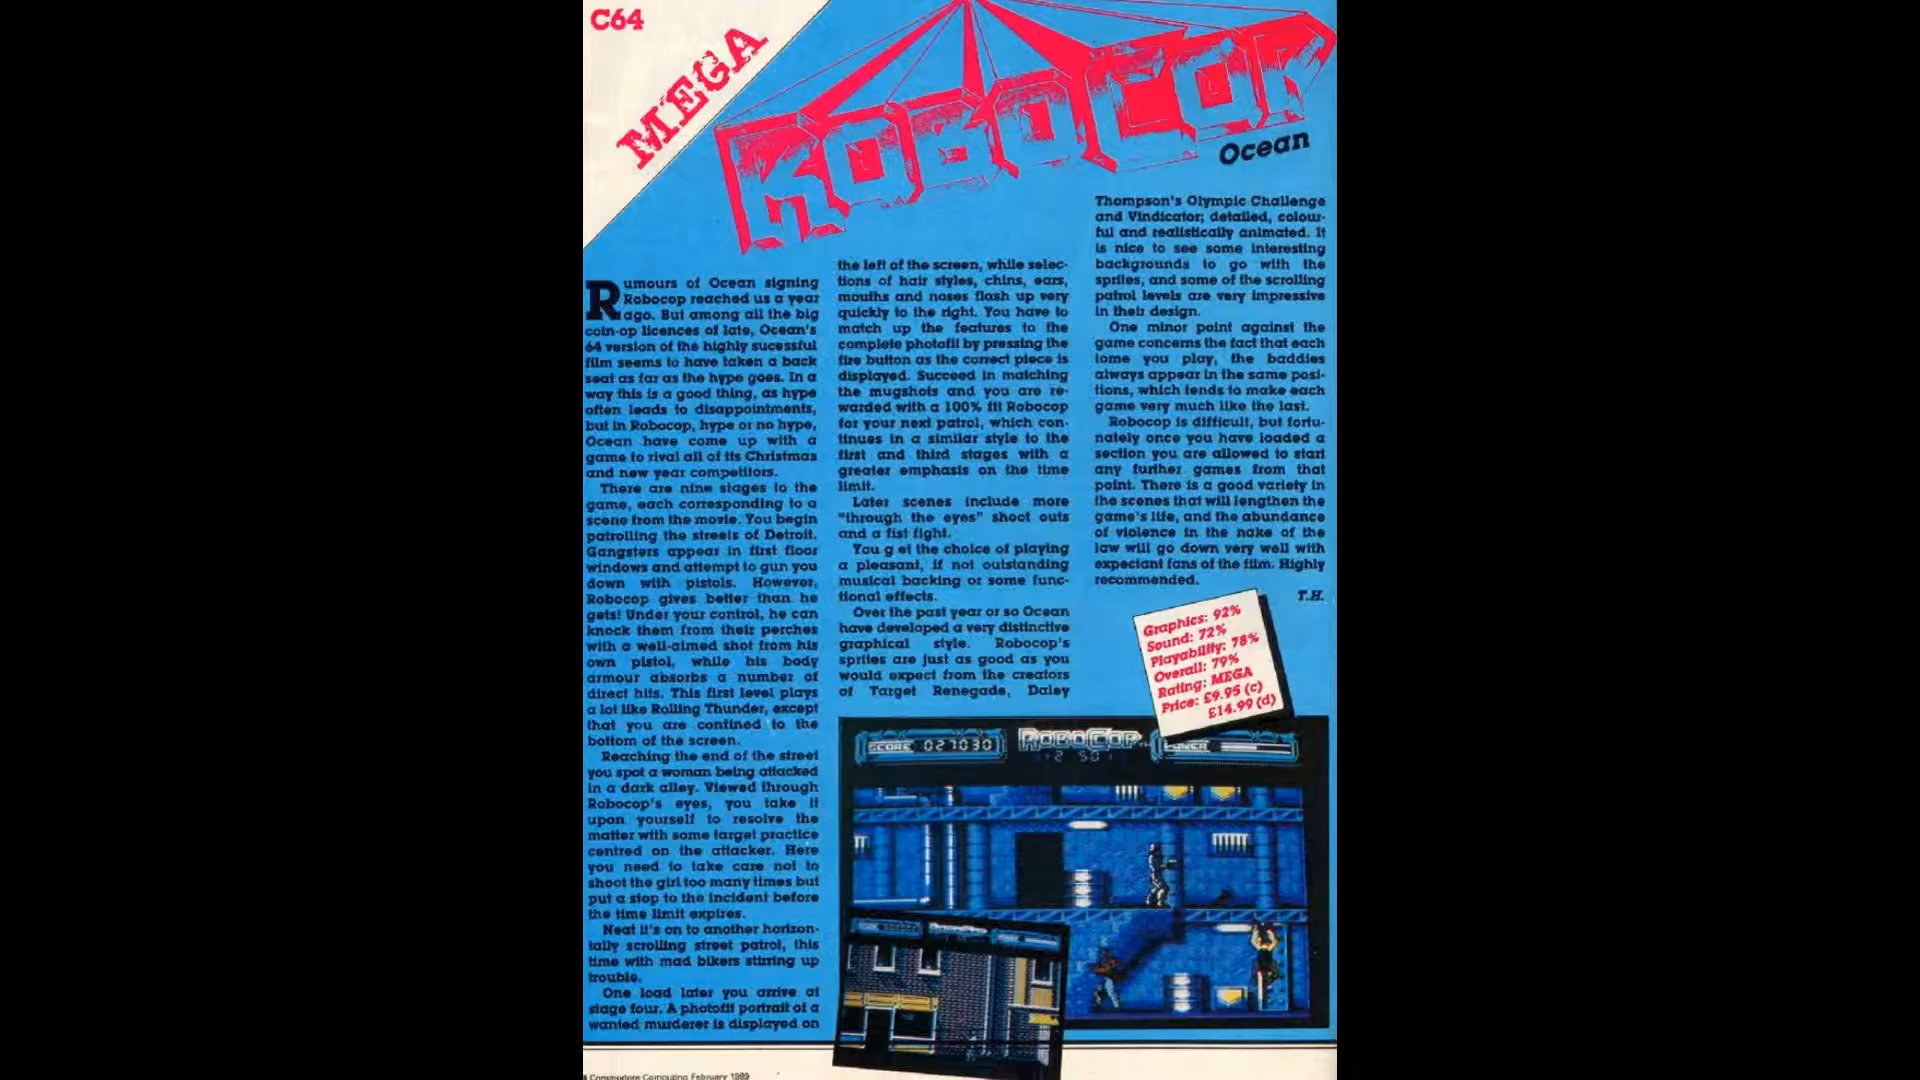 C64
MEGA
ROBOCOP
Ocean
Rumours of Ocean signing
Robocop reached us a year
ago. But among all the big
coin-op licences of late, Ocean's
64 version of the highly sucessful
film seems to have taken a back
seat as far as the hype goes. In a
way this is a good thing, as hype
often leads to disappointments,
but in Robocop, hype or no hype,
Ocean have come up with a
game to rival all of its Christmas
and new year competitors.
There are nine stages to the
game, each corresponding to a
scene from the movie. You begin
patrolling the streets of Detroit.
Gangsters appear in first floor
windows and attempt to gun you
down with pistols. However,
Robocop gives better than he
gets! Under your control, he can
knock them from their perches
with a well-aimed shot from his
own pistol, while his body
armour absorbs a number of
direct hits. This first level plays
a lot like Rolling Thunder, except
that you are confined to the
bottom of the screen.
Reaching the end of the street
you spot a woman being attacked
in a dark alley. Viewed through
Robocop's eyes, you take it
upon yourself to resolve the
matter with some target practice
centred on the attacker. Here
you need to take care not to
shoot the girl too many times but
put a stop to the incident before
the time limit expires.
Neat it's on to another horizon-
tally scrolling street patrol, this
time with mad bikers stirring up
trouble.
One load later you arrive at
stage four. A photofit portrait of a
wanted murderer is displayed on
the left of the screen, while selec-
tions of hair styles, chins, ears,
mouths and noses flash up very
quickly to the right. You have to
match up the features to the
complete photofit by pressing the
fire button as the correct piece is
displayed. Succeed in matching
the mugshots and you are re-
warded with a 100% fit Robocop
for your next patrol, which con-
tinues in a similar style to the
first and third stages with a
greater emphasis on the time
limit.
Later scenes include more
"through the eyes" shoot outs
and a fist fight.
You g et the choice of playing
a pleasant, if not outstanding
musical backing or some func-
tional effects.
Over the past year or so Ocean
have developed a very distinctive
graphical style. Robocop's
sprites are just as good as you
would expect from the creators
of Target Renegade, Daley
Thompson's Olympic Challenge
and Vindicator; detailed, colour-
ful and realistically animated. It
is nice to see some interesting
backgrounds to go with the
sprites, and some of the scrolling
patrol levels are very impressive
in their design.
One minor point against the
game concerns the fact that each
tome you play, the baddies
always appear in the same posi-
tions, which tends to make each
game very much like the last.
Robocop is difficult, but fortu-
nately once you have loaded a
section you are allowed to start
any further games from that
point. There is a good variety in
the scenes that will lengthen the
game's life, and the abundance
of violence in the nake of the
law will go down very well with
expectant fans of the film. Highly
recommended.
T.H.
Graphics: 92%
Sound: 72%
Playability: 78%
Overall: 79%
Rating: MEGA
Price: £9.95 (c)
£14.99 (d)
SCORE 027030
ROBOCOP
POWER
Commodore Computing February 1989